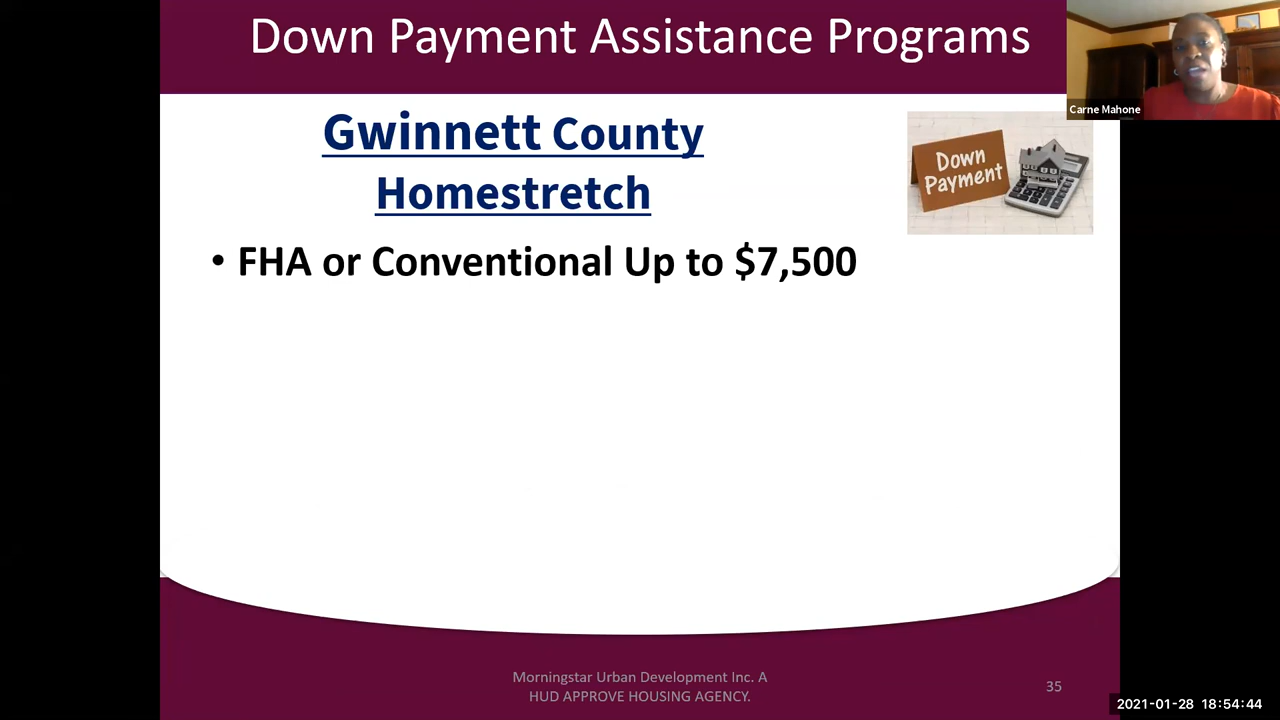 Down Payment Assistance Programs
Carne Mahone
Gwinnett County
Homestretch
Down
Payment
• FHA or Conventional Up to $7,500
Morningstar Urban Development Inc. A
HUD APPROVE HOUSING AGENCY.
35
2021-01-28 18:54:44